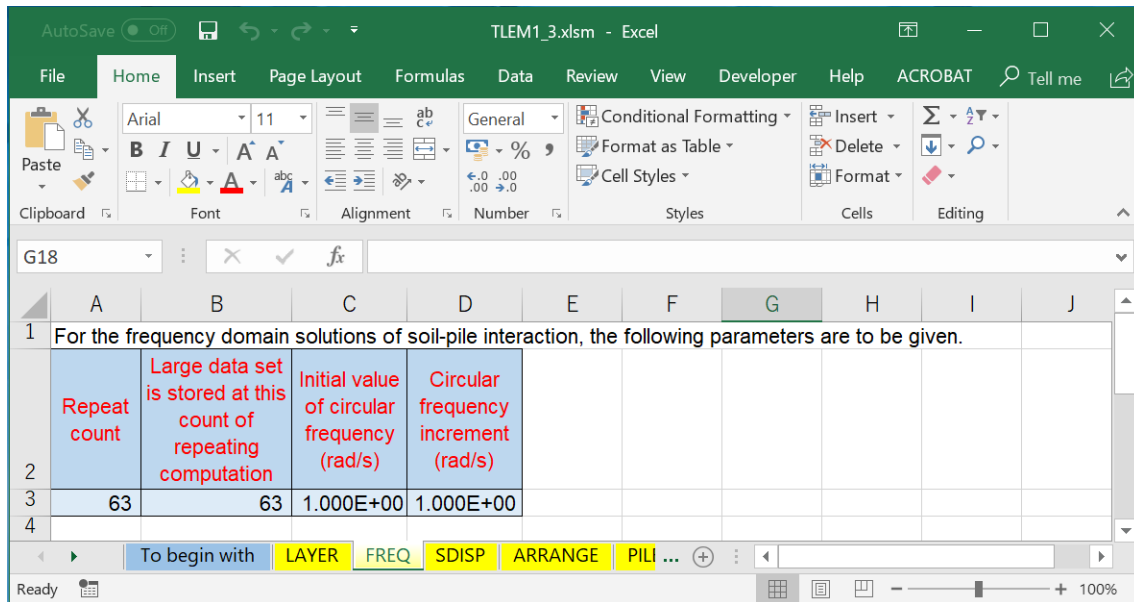 AutoSave Off TLEM1_3.xlsm - Excel
File Home Insert Page Layout Formulas Data Review View Developer Help ACROBAT Tell me
Arial 11 ab General Conditional Formatting Insert Σ
Paste B I U A A % Format as Table Delete
A abc A .00 .00 Cell Styles Format
Clipboard Font Alignment Number Styles Cells Editing
G18 fx
A B C D E F G H I J
1 For the frequency domain solutions of soil-pile interaction, the following parameters are to be given.
Large data set
is stored at this
count of
repeating
computation
Repeat
count
Initial value
of circular
frequency
(rad/s)
Circular
frequency
increment
(rad/s)
2
3 63 63 1.000E+00 1.000E+00
4
To begin with LAYER FREQ SDISP ARRANGE PIL ...
Ready 100%